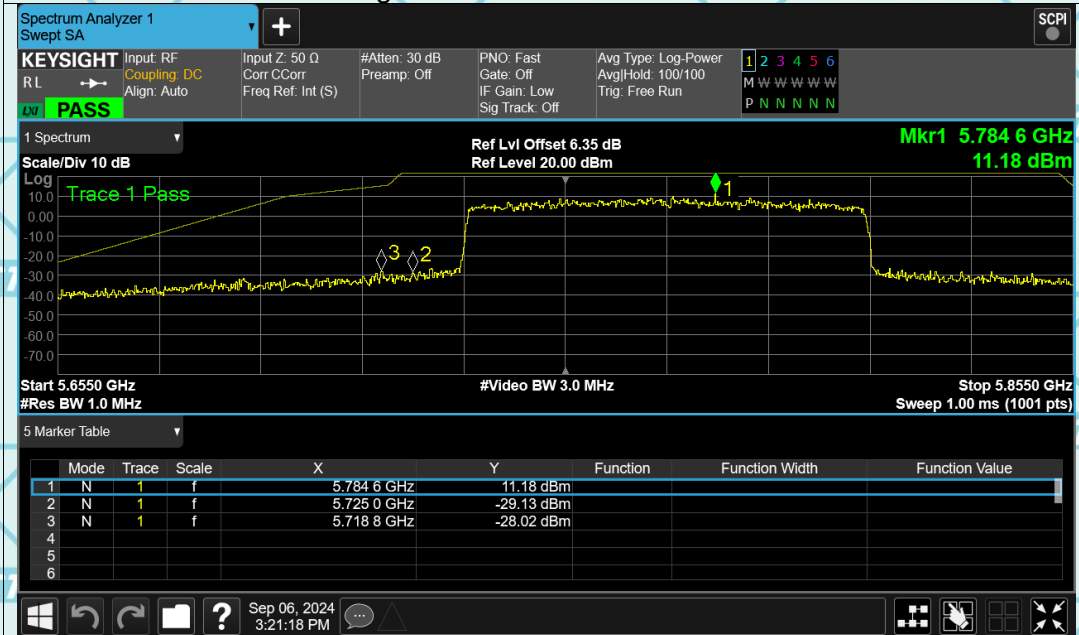 Spectrum Analyzer 1
Swept SA
+
SCPI
KEYSIGHT Input: RF Input Z: 50 Ω #Atten: 30 dB PNO: Fast Avg Type: Log-Power 1 2 3 4 5 6
RL Coupling: DC Corr CCorr Preamp: Off Gate: Off Avg|Hold: 100/100 M W W W W W
Align: Auto Freq Ref: Int (S) IF Gain: Low Trig: Free Run
LXI PASS Sig Track: Off P N N N N N
1 Spectrum
Ref Lvl Offset 6.35 dB Mkr1 5.784 6 GHz
Scale/Div 10 dB Ref Level 20.00 dBm 11.18 dBm
Log
Trace 1 Pass
1
10.0
0.00
-10.0
3 2
-20.0
-30.0
-40.0
-50.0
-60.0
-70.0
Start 5.6550 GHz #Video BW 3.0 MHz Stop 5.8550 GHz
#Res BW 1.0 MHz Sweep 1.00 ms (1001 pts)
5 Marker Table
Mode Trace Scale X Y Function Function Width Function Value
1 N 1 f 5.784 6 GHz 11.18 dBm
2 N 1 f 5.725 0 GHz -29.13 dBm
3 N 1 f 5.718 8 GHz -28.02 dBm
4
5
6
? Sep 06, 2024
3:21:18 PM